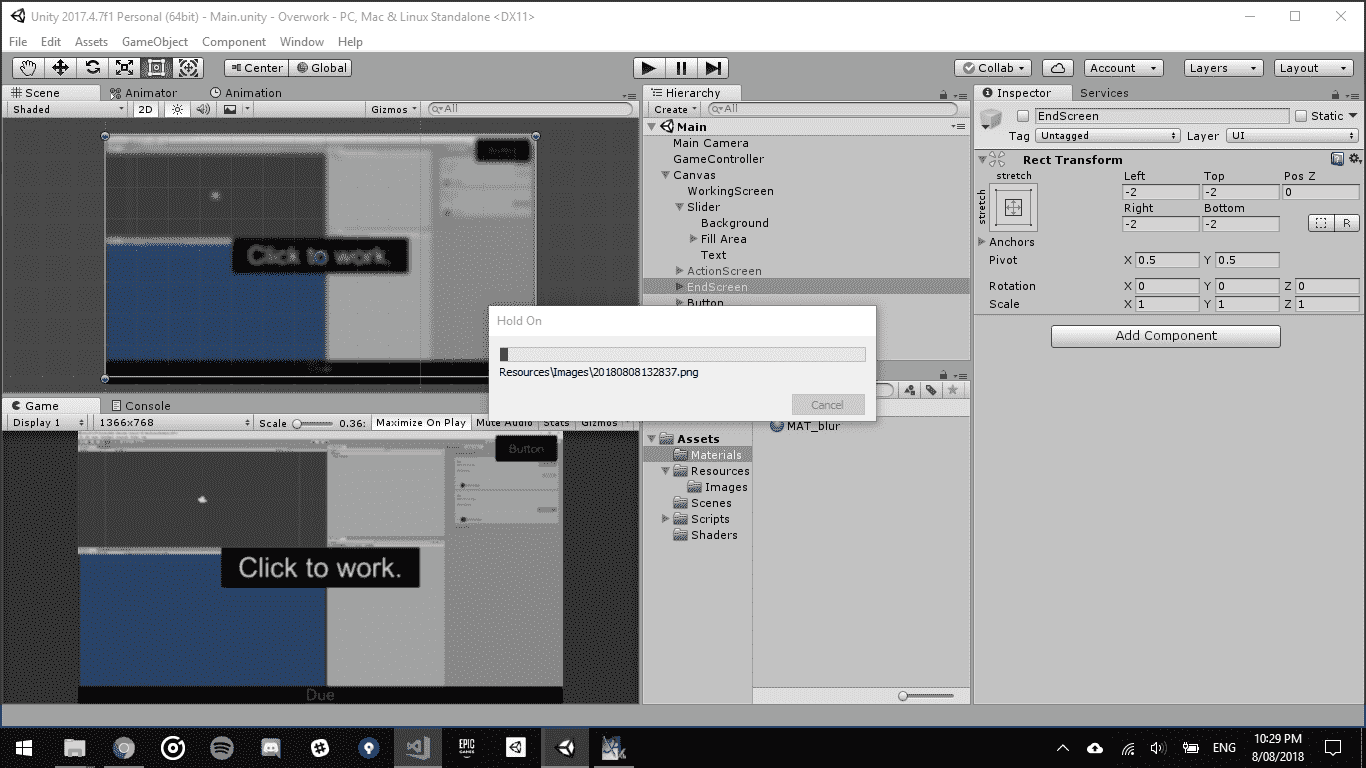 Unity 2017.4.7f1 Personal (64bit) - Main.unity - Overwork - PC, Mac & Linux Standalone <DX11>
File Edit Assets GameObject Component Window Help
Center Global Collab Account Layers Layout
Scene Animator Animation
Shaded 2D Gizmos All
Click to work.
Hierarchy
Create All
Main
Main Camera
GameController
Canvas
WorkingScreen
Slider
Background
Fill Area
Text
ActionScreen
EndScreen
Button
Inspector Services
EndScreen Static
Tag Untagged Layer UI
Rect Transform
stretch Left Top Pos Z
stretch -2 -2 0
Right Bottom
-2 -2 R
Anchors
Pivot X 0.5 Y 0.5
Rotation X 0 Y 0 Z 0
Scale X 1 Y 1 Z 1
Add Component
Hold On
Resources\Images\20180808132837.png
Cancel
Game Console
Display 1 1366x768 Scale 0.36: Maximize On Play Mute Audio Stats Gizmos
Button
Click to work.
Due
MAT_blur
Assets
Materials
Resources
Images
Scenes
Scripts
Shaders
EPIC
GAMES
ENG
10:29 PM
8/08/2018